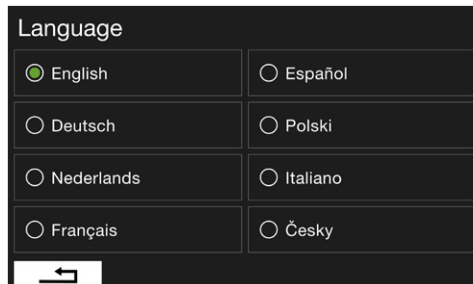 Language
English
Español
Deutsch
Polski
Nederlands
Italiano
Français
Česky